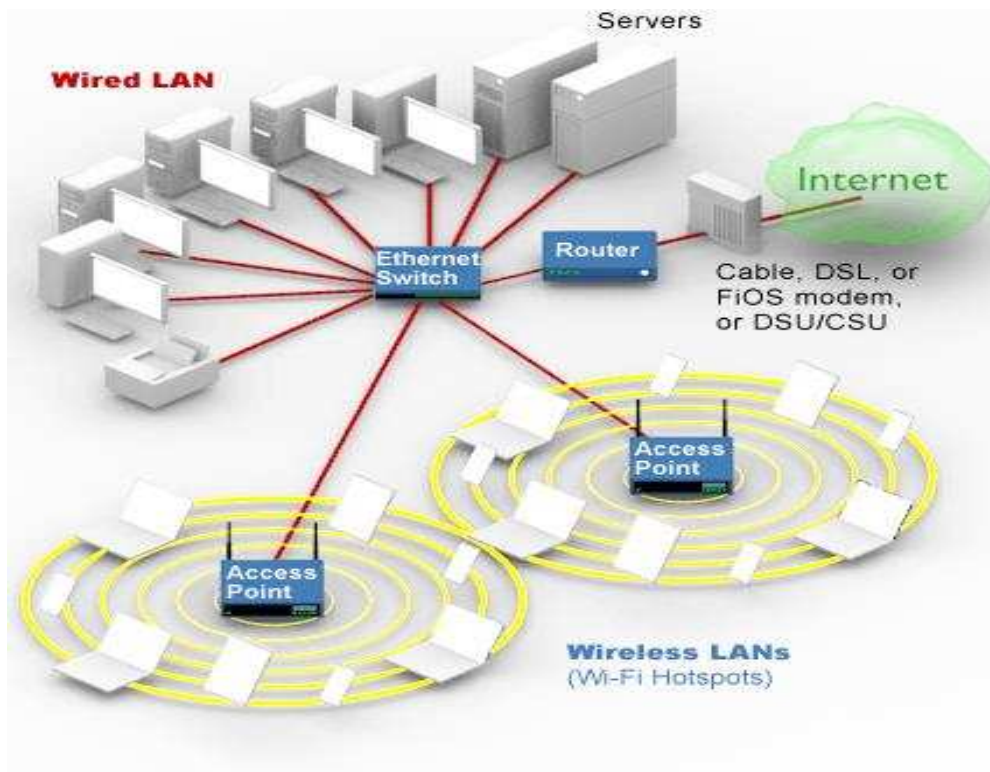 Servers
Wired LAN
Internet
Ethernet
Switch
Router
Cable, DSL, or
FiOS modem,
or DSU/CSU
Access
Point
Access
Point
Wireless LANs
(Wi-Fi Hotspots)